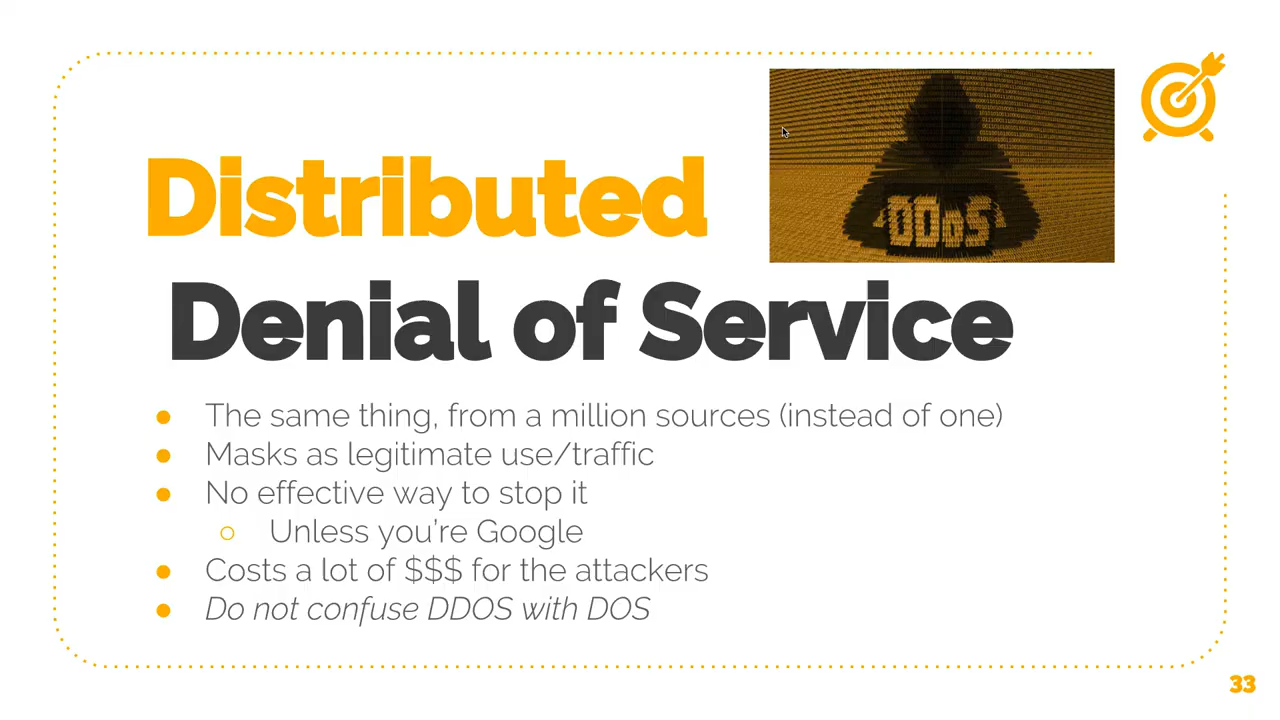 Distributed
DDoS
Denial of Service
The same thing, from a million sources (instead of one)
Masks as legitimate use/traffic
No effective way to stop it
Unless you're Google
Costs a lot of $$$ for the attackers
Do not confuse DDOS with DOS
33